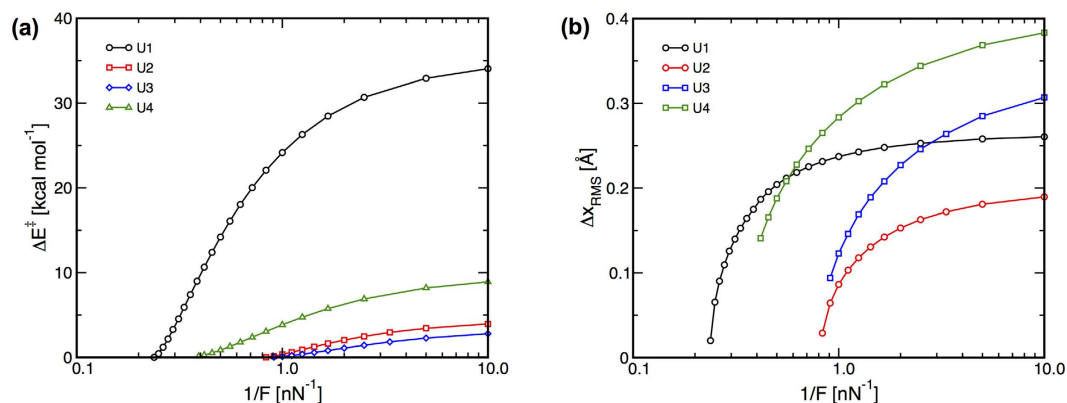 (a)
40
30
20
10
0
ΔE‡ [kcal mol⁻¹]
U1
U2
U3
U4
0.1
1.0
10.0
1/F [nN⁻¹]
(b)
0.4
0.3
0.2
0.1
0.0
Δx_RMS [Å]
U1
U2
U3
U4
0.1
1.0
10.0
1/F [nN⁻¹]